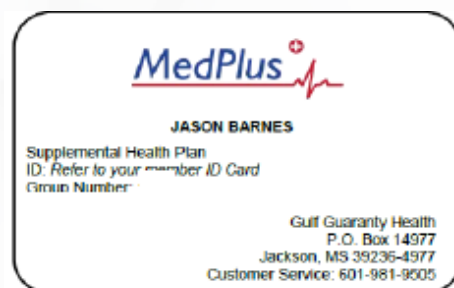 MedPlus
JASON BARNES
Supplemental Health Plan
ID: Refer to your member ID Card
Group Number:
Gulf Guaranty Health
P.O. Box 14977
Jackson, MS 39236-4977
Customer Service: 601-981-9505